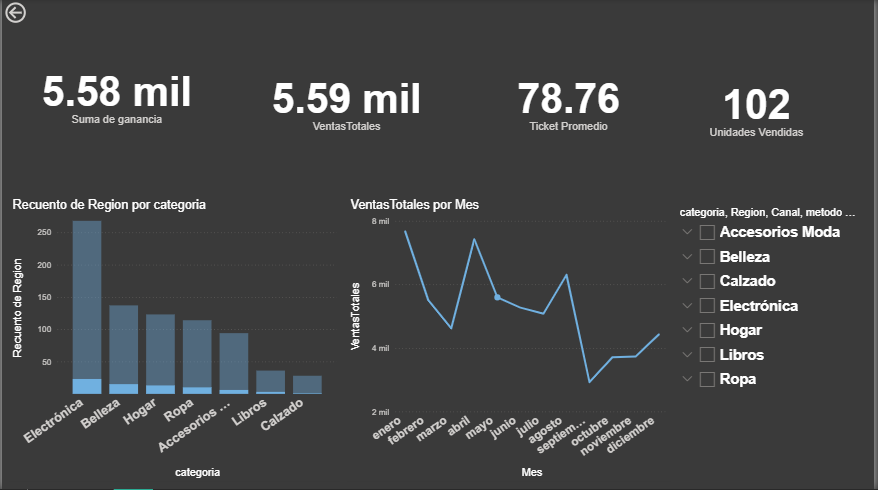 5.58 mil
Suma de ganancia
5.59 mil
VentasTotales
78.76
Ticket Promedio
102
Unidades Vendidas
Recuento de Region por categoria
Recuento de Region
250
200
150
100
50
Electrónica
Belleza
Hogar
Ropa
Accesorios ...
Libros
Calzado
categoria
VentasTotales por Mes
VentasTotales
8 mil
6 mil
4 mil
2 mil
enero
febrero
marzo
abril
mayo
junio
julio
agosto
septiem...
octubre
noviembre
diciembre
Mes
categoria, Region, Canal, metodo ...
Accesorios Moda
Belleza
Calzado
Electrónica
Hogar
Libros
Ropa